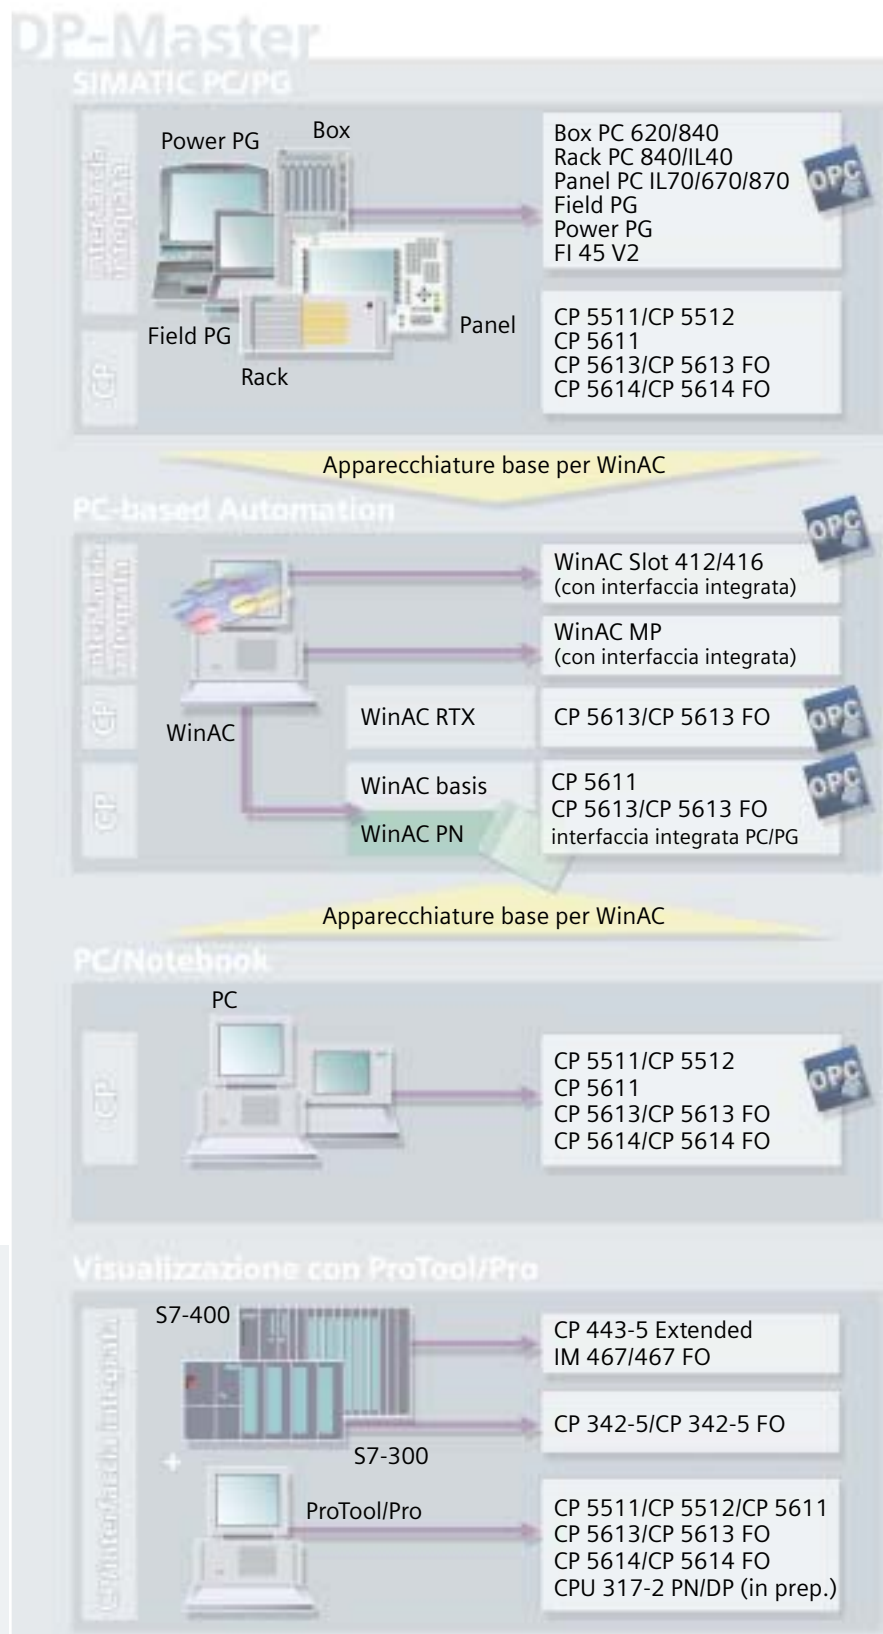 DP-Master
SIMATIC PC/PG
Interfaccia
integrata
CP
Power PG
Box
Field PG
Rack
Panel
Box PC 620/840
Rack PC 840/IL40
Panel PC IL70/670/870
Field PG
Power PG
FI 45 V2
OPC
CP 5511/CP 5512
CP 5611
CP 5613/CP 5613 FO
CP 5614/CP 5614 FO
Apparecchiature base per WinAC
PC-based Automation
Interfaccia
integrata
WinAC Slot 412/416
(con interfaccia integrata)
OPC
WinAC MP
(con interfaccia integrata)
CP
WinAC
WinAC RTX
CP 5613/CP 5613 FO
OPC
CP
WinAC basis
WinAC PN
CP 5611
CP 5613/CP 5613 FO
interfaccia integrata PC/PG
OPC
Apparecchiature base per WinAC
PC/Notebook
CP
PC
CP 5511/CP 5512
CP 5611
CP 5613/CP 5613 FO
CP 5614/CP 5614 FO
OPC
Visualizzazione con ProTool/Pro
CP/Interfaccia integrata
S7-400
CP 443-5 Extended
IM 467/467 FO
CP 342-5/CP 342-5 FO
S7-300
+
ProTool/Pro
CP 5511/CP 5512/CP 5611
CP 5613/CP 5613 FO
CP 5614/CP 5614 FO
CPU 317-2 PN/DP (in prep.)